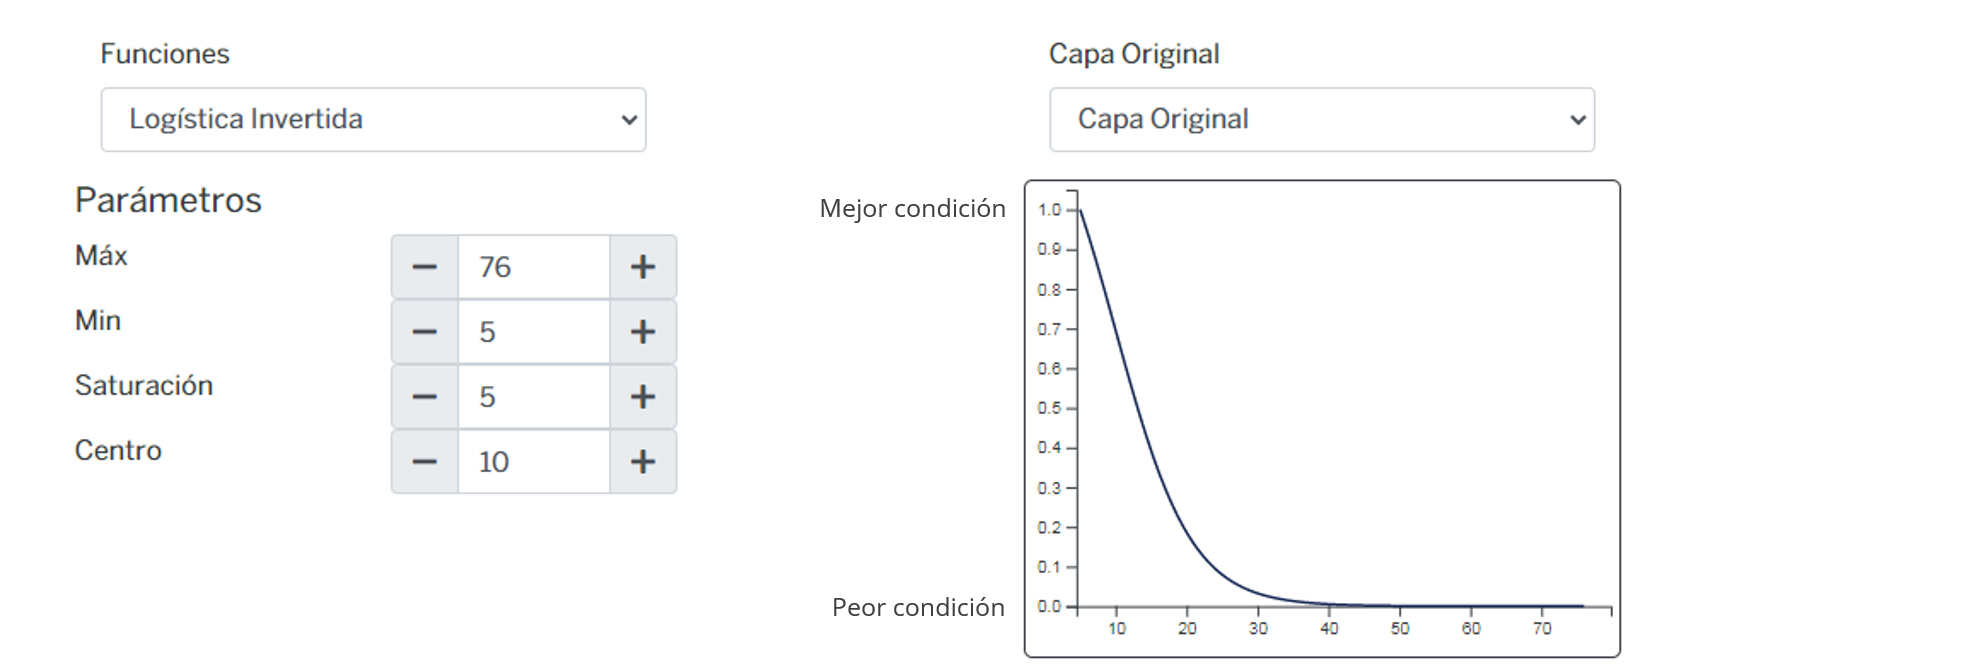 Funciones
Logística Invertida
Parámetros
Máx
76
Min
5
Saturación
5
Centro
10
Capa Original
Capa Original
Mejor condición
Peor condición
1.0
0.9
0.8
0.7
0.6
0.5
0.4
0.3
0.2
0.1
0.0
10 20 30 40 50 60 70